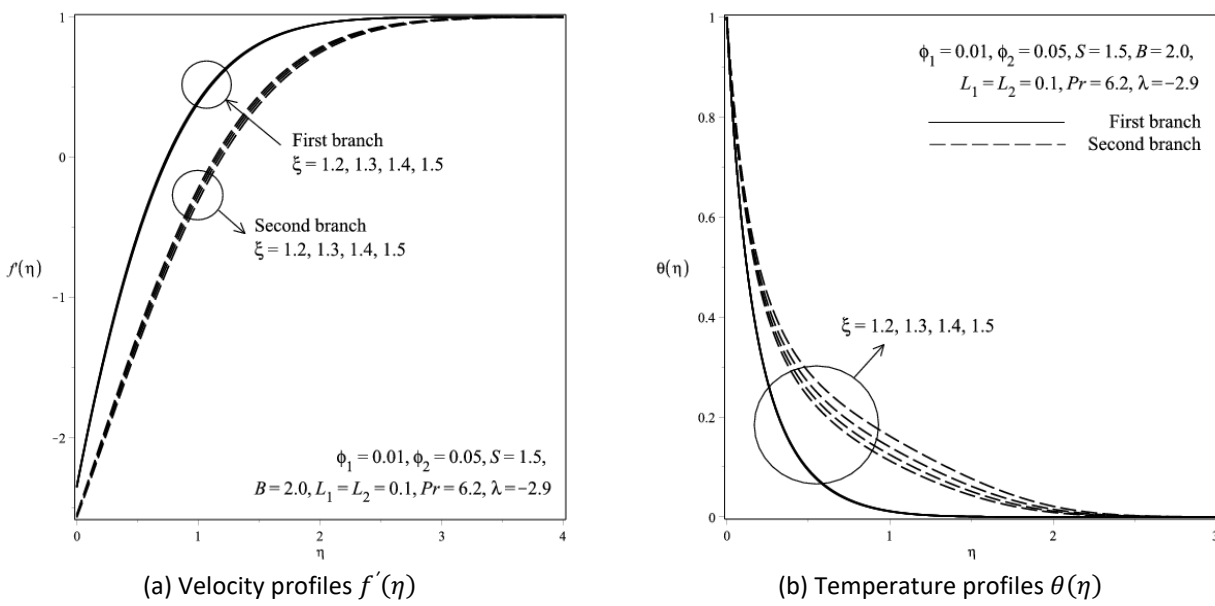 1
0
-1
-2
f'(η)
First branch
ξ = 1.2, 1.3, 1.4, 1.5
Second branch
ξ = 1.2, 1.3, 1.4, 1.5
ϕ₁ = 0.01, ϕ₂ = 0.05, S = 1.5,
B = 2.0, L₁ = L₂ = 0.1, Pr = 6.2, λ = −2.9
0 1 2 3 4
η
(a) Velocity profiles f′(η)
1
0.8
0.6
0.4
0.2
0
θ(η)
ϕ₁ = 0.01, ϕ₂ = 0.05, S = 1.5, B = 2.0,
L₁ = L₂ = 0.1, Pr = 6.2, λ = −2.9
First branch
Second branch
ξ = 1.2, 1.3, 1.4, 1.5
0 1 2 3
η
(b) Temperature profiles θ(η)